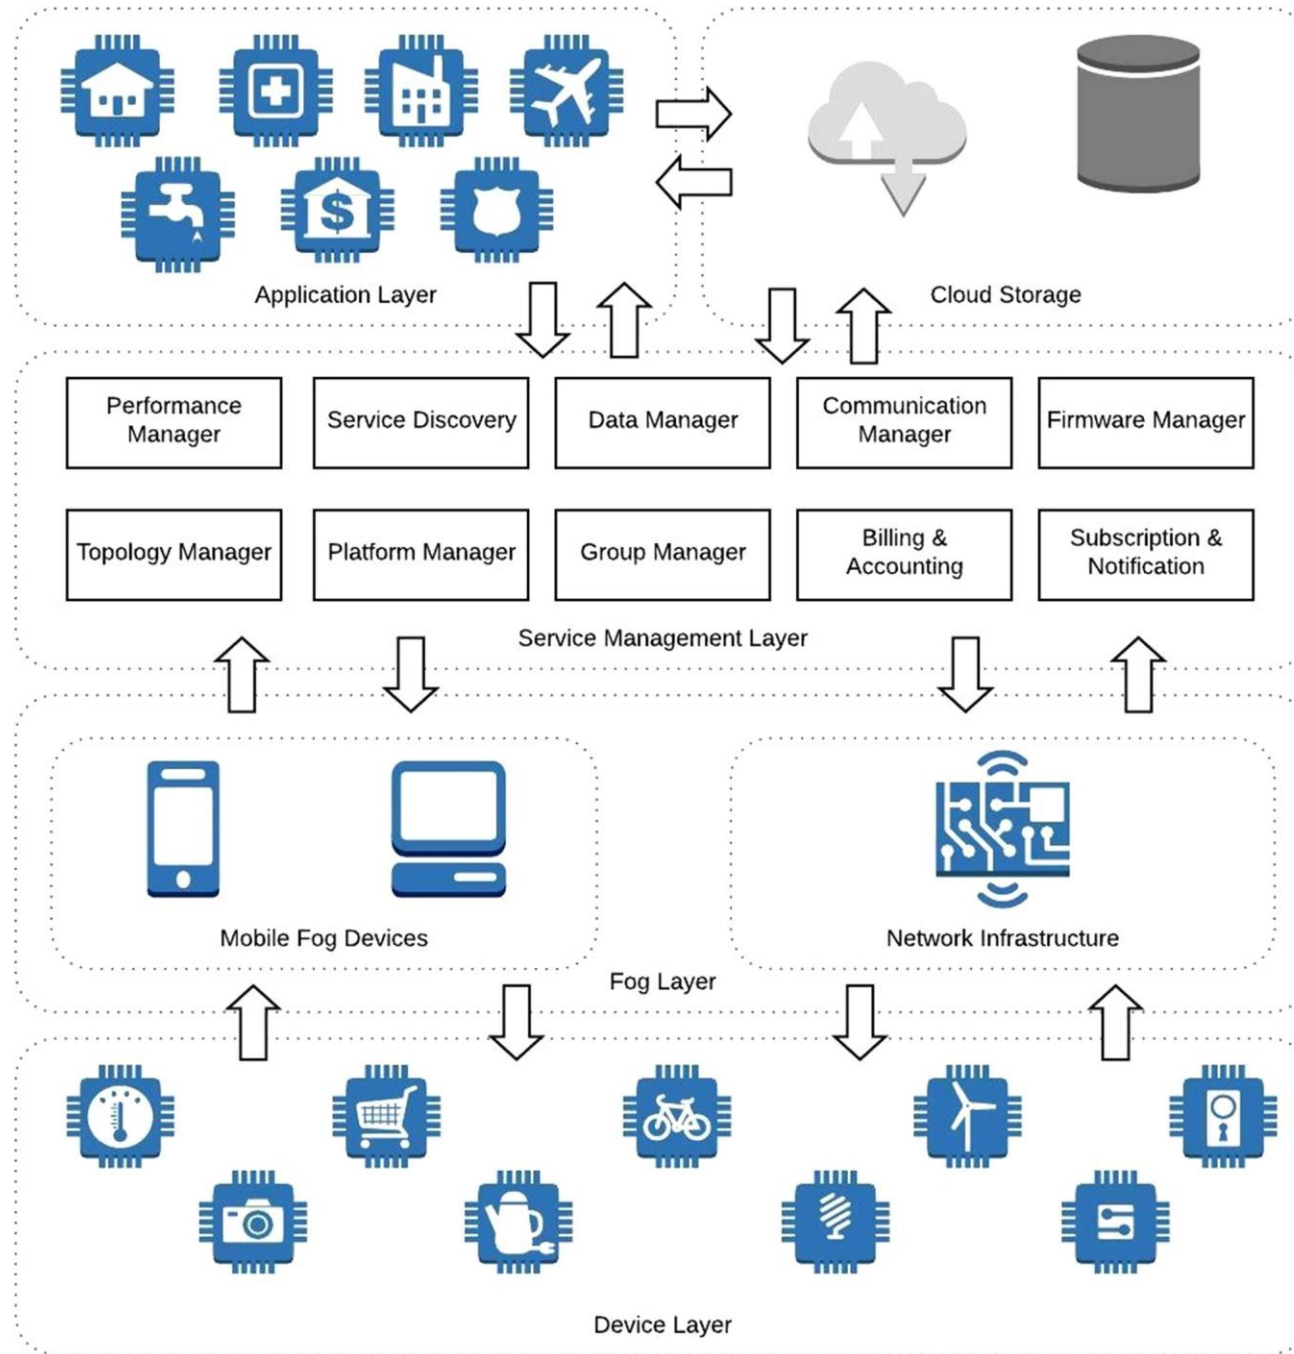 Application Layer
Cloud Storage
Performance
Manager
Service Discovery
Data Manager
Communication
Manager
Firmware Manager
Topology Manager
Platform Manager
Group Manager
Billing &
Accounting
Subscription &
Notification
Service Management Layer
Mobile Fog Devices
Network Infrastructure
Fog Layer
Device Layer